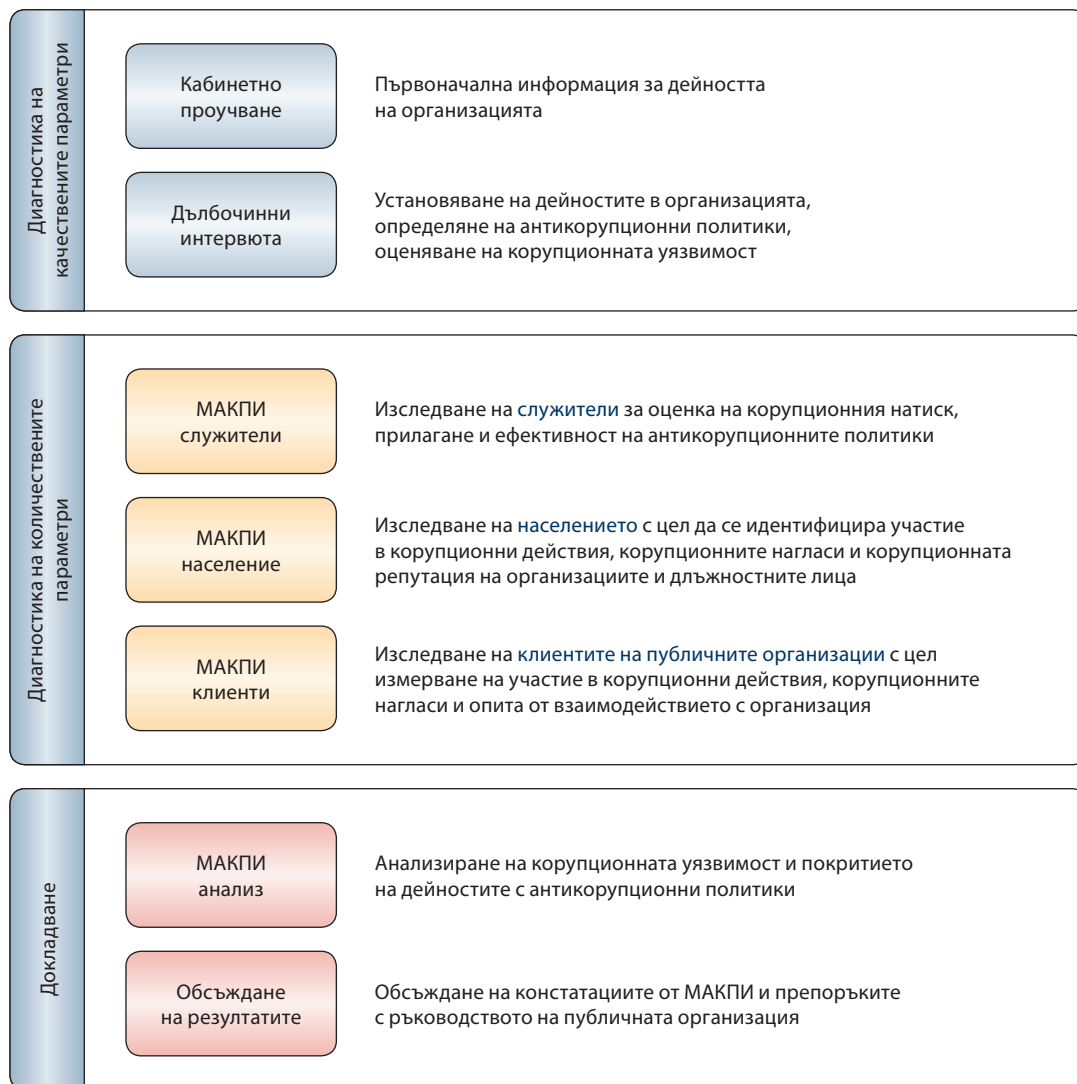 Диагностика на
качествените параметри
Кабинетно
проучване
Първоначална информация за дейността
на организацията
Дълбочинни
интервюта
Установяване на дейностите в организацията,
определяне на антикорупционни политики,
оценяване на корупционната уязвимост
Диагностика на количествените
параметри
МАКПИ
служители
Изследване на служители за оценка на корупционния натиск,
прилагане и ефективност на антикорупционните политики
МАКПИ
население
Изследване на населението с цел да се идентифицира участие
в корупционни действия, корупционните нагласи и корупционната
репутация на организациите и длъжностните лица
МАКПИ
клиенти
Изследване на клиентите на публичните организации с цел
измерване на участие в корупционни действия, корупционните
нагласи и опита от взаимодействието с организация
Докладване
МАКПИ
анализ
Анализиране на корупционната уязвимост и покритието
на дейностите с антикорупционни политики
Обсъждане
на резултатите
Обсъждане на констатациите от МАКПИ и препоръките
с ръководството на публичната организация